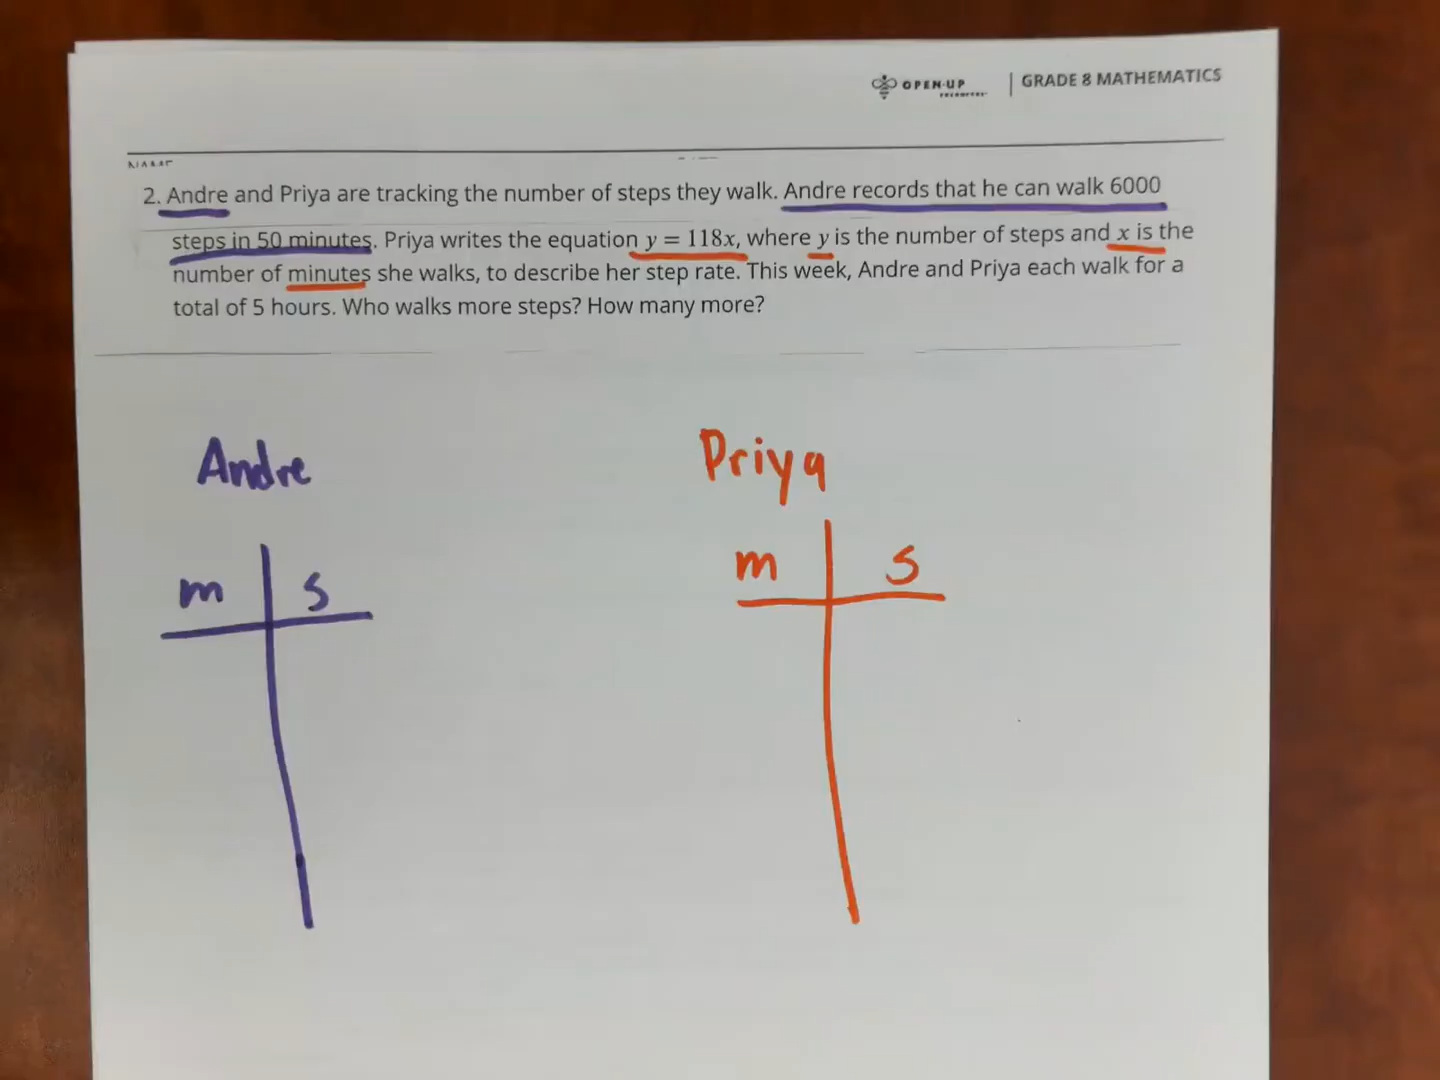 OPEN-UP
RESOURCES
GRADE 8 MATHEMATICS
2. Andre and Priya are tracking the number of steps they walk. Andre records that he can walk 6000
steps in 50 minutes. Priya writes the equation y = 118x, where y is the number of steps and x is the
number of minutes she walks, to describe her step rate. This week, Andre and Priya each walk for a
total of 5 hours. Who walks more steps? How many more?
Andre
m s
Priya
m s